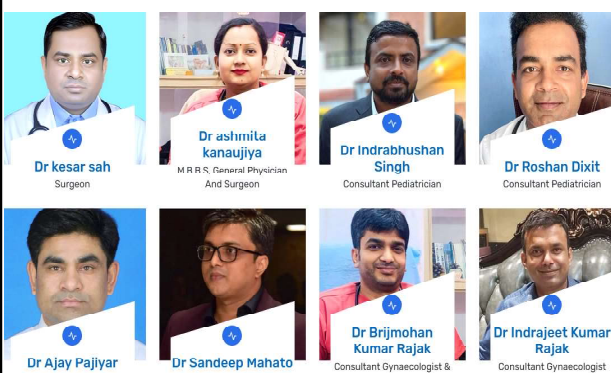 Dr kesar sah
Surgeon
Dr ashmita
kanaujiya
M.B.B.S, General Physician
And Surgeon
Dr Indrabhushan
Singh
Consultant Pediatrician
Dr Roshan Dixit
Consultant Pediatrician
Dr Ajay Pajiyar
Dr Sandeep Mahato
Dr Brijmohan
Kumar Rajak
Consultant Gynaecologist &
Dr Indrajeet Kumar
Rajak
Consultant Gynaecologist